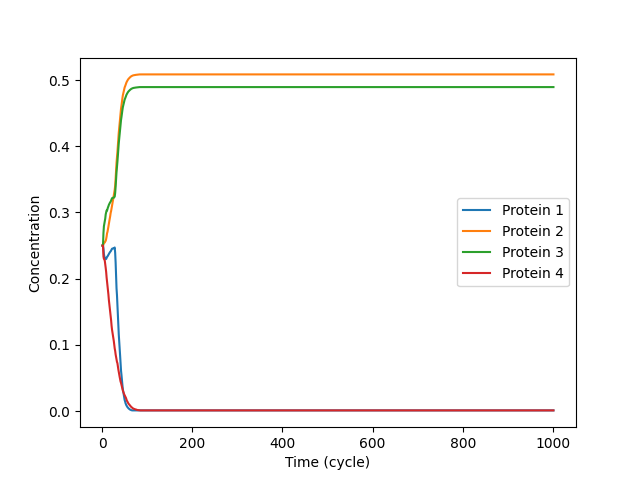 0.5
0.4
0.3
0.2
0.1
0.0
Concentration
0
200
400
600
800
1000
Time (cycle)
Protein 1
Protein 2
Protein 3
Protein 4